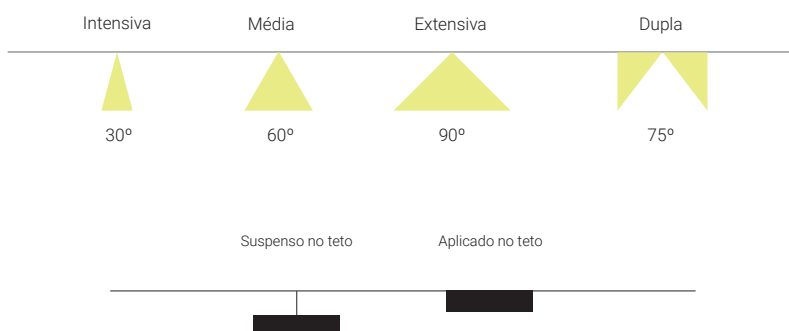 Intensiva
Média
Extensiva
Dupla
30º
60º
90º
75º
Suspenso no teto
Aplicado no teto